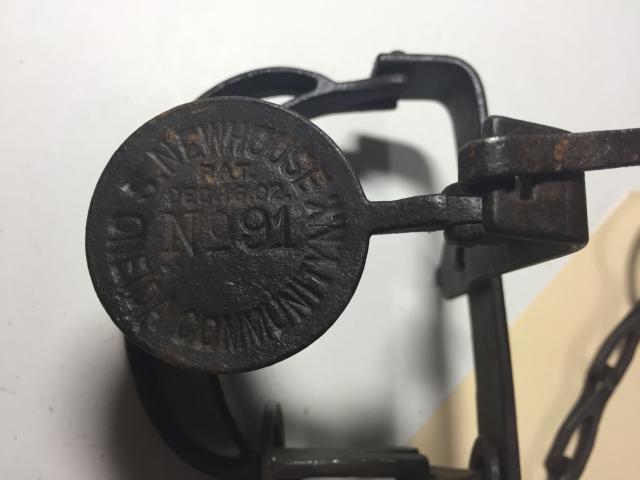 S. NEWHOUSE
PAT.
No 91
ONEIDA COMMUNITY N.Y.